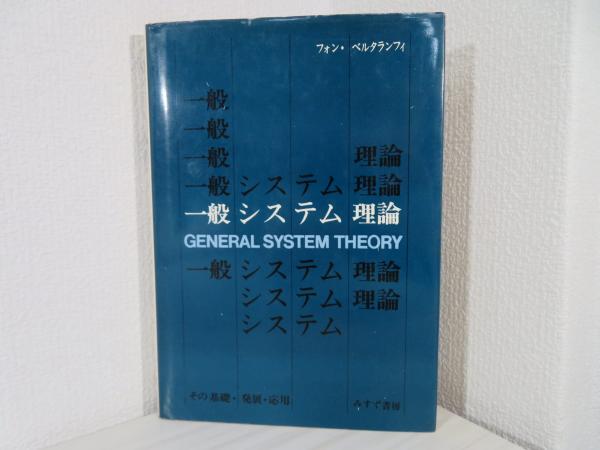 フォン・ベルタランフィ
一般
一般
一般 理論
一般 システム 理論
一般 システム 理論
GENERAL SYSTEM THEORY
一般 システム 理論
システム 理論
システム
その基礎・発展・応用 みすず書房